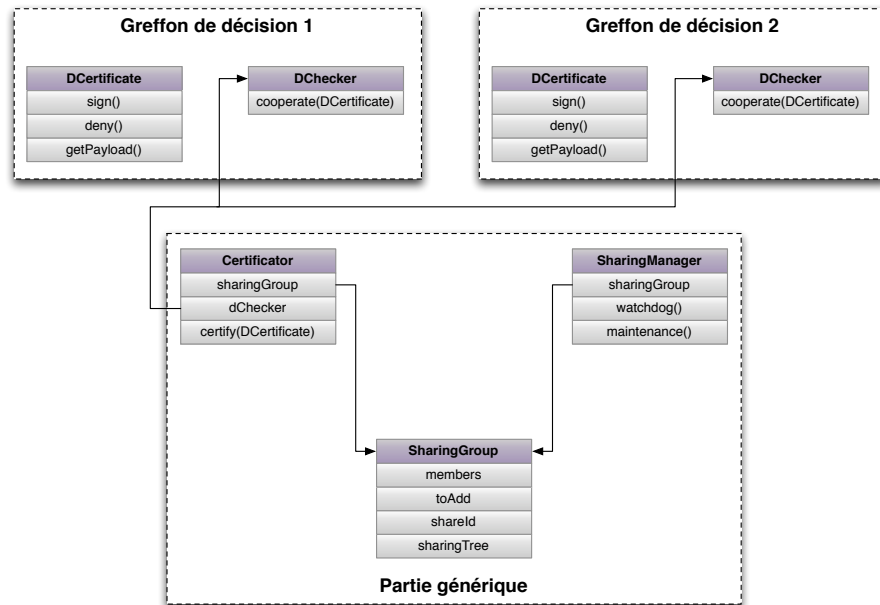 Greffon de décision 1
DCertificate
sign()
deny()
getPayload()
DChecker
cooperate(DCertificate)
Greffon de décision 2
DCertificate
sign()
deny()
getPayload()
DChecker
cooperate(DCertificate)
Certificator
sharingGroup
dChecker
certify(DCertificate)
SharingManager
sharingGroup
watchdog()
maintenance()
SharingGroup
members
toAdd
shareId
sharingTree
Partie générique